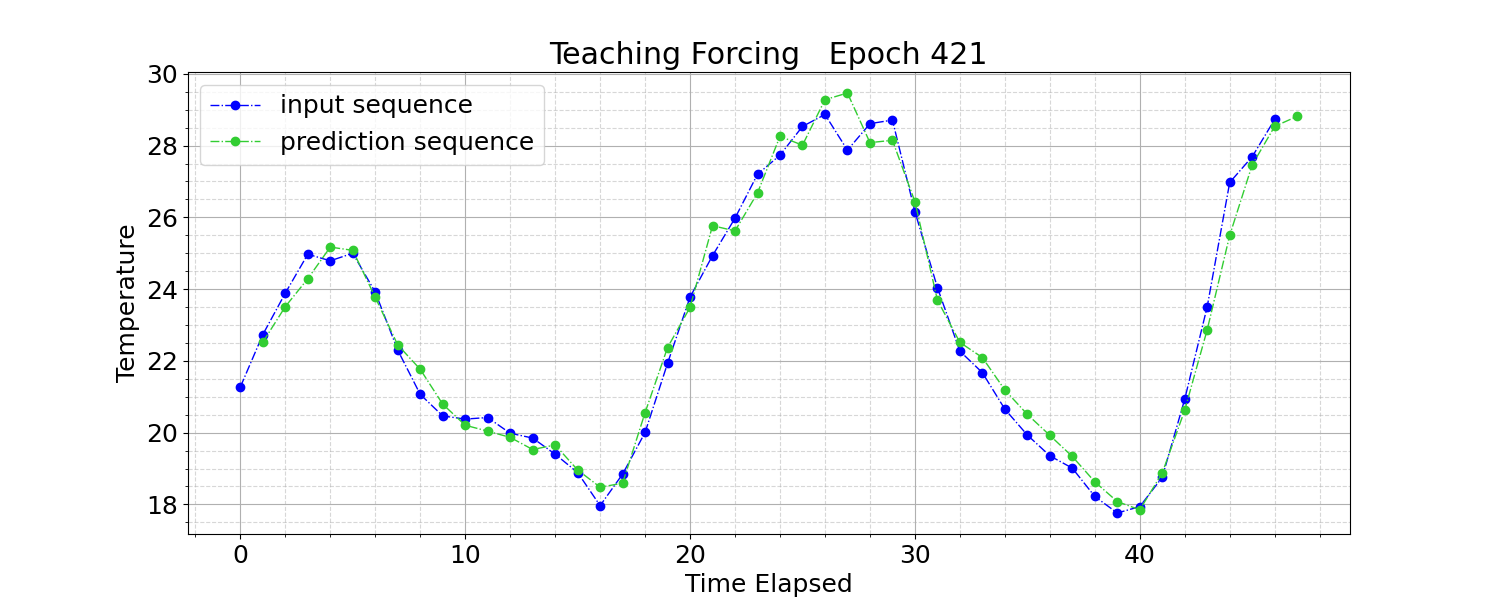 Teaching Forcing   Epoch 421
input sequence
prediction sequence
Temperature
30
28
26
24
22
20
18
0 10 20 30 40
Time Elapsed